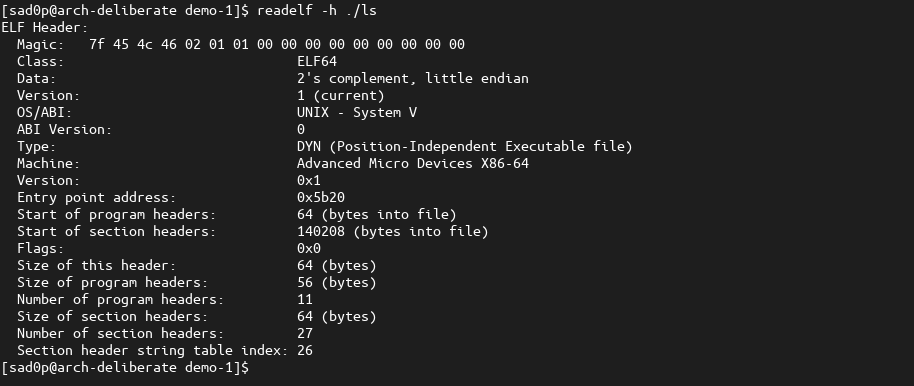 [sad0p@arch-deliberate demo-1]$ readelf -h ./ls
ELF Header:
  Magic:   7f 45 4c 46 02 01 01 00 00 00 00 00 00 00 00 00
  Class:                             ELF64
  Data:                              2's complement, little endian
  Version:                           1 (current)
  OS/ABI:                            UNIX - System V
  ABI Version:                       0
  Type:                              DYN (Position-Independent Executable file)
  Machine:                           Advanced Micro Devices X86-64
  Version:                           0x1
  Entry point address:               0x5b20
  Start of program headers:          64 (bytes into file)
  Start of section headers:          140208 (bytes into file)
  Flags:                             0x0
  Size of this header:               64 (bytes)
  Size of program headers:           56 (bytes)
  Number of program headers:         11
  Size of section headers:           64 (bytes)
  Number of section headers:         27
  Section header string table index: 26
[sad0p@arch-deliberate demo-1]$